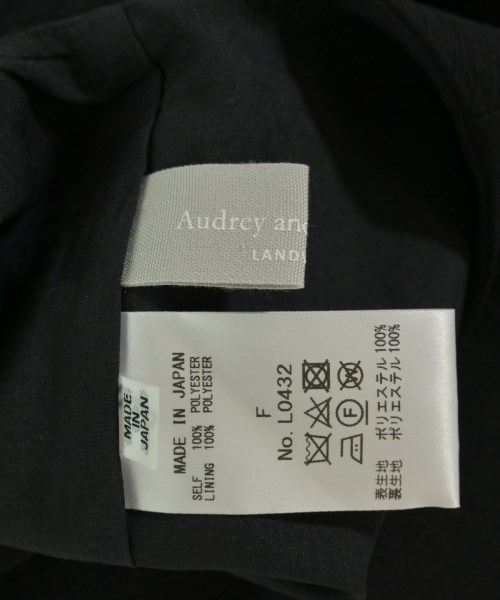 Audrey and
LAND
MADE
IN
JAPAN
MADE IN JAPAN
SELF 100% POLYESTER
LINING 100% POLYESTER
F
No. L0432
F
表生地 ポリエステル 100%
裏生地 ポリエステル 100%